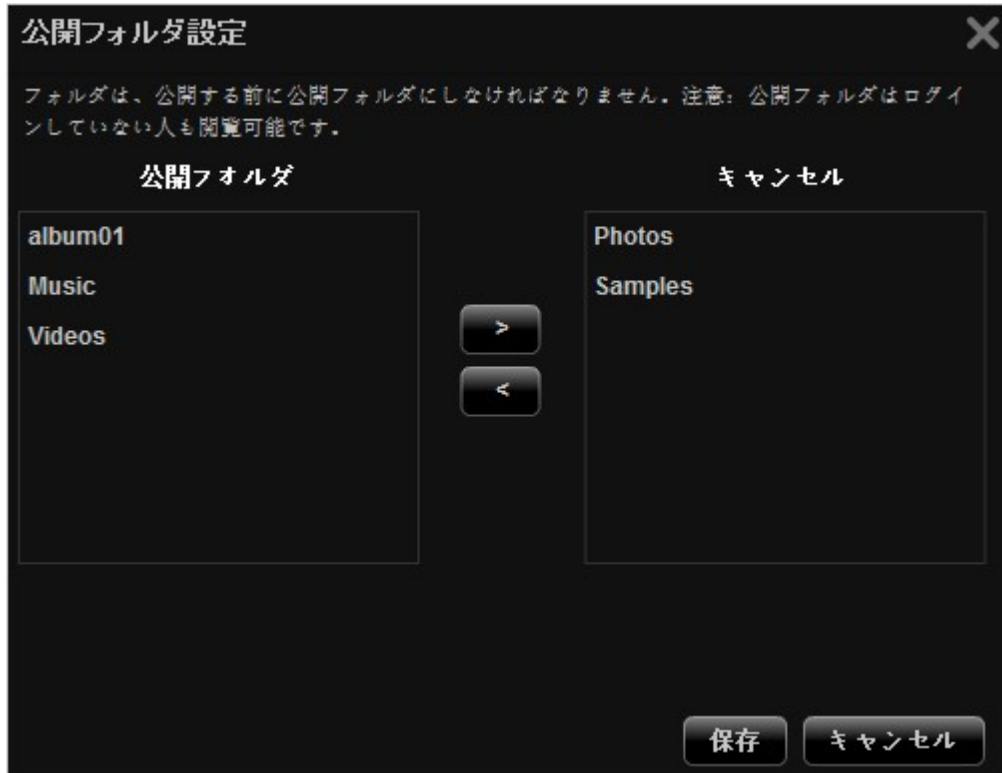 公開フォルダ設定
フォルダは、公開する前に公開フォルダにしなければなりません．注意：公開フォルダはログイ
ンしていない人も閲覧可能です．
公開フォルダ
キャンセル
album01
Music
Videos
Photos
Samples
>
<
保存
キャンセル